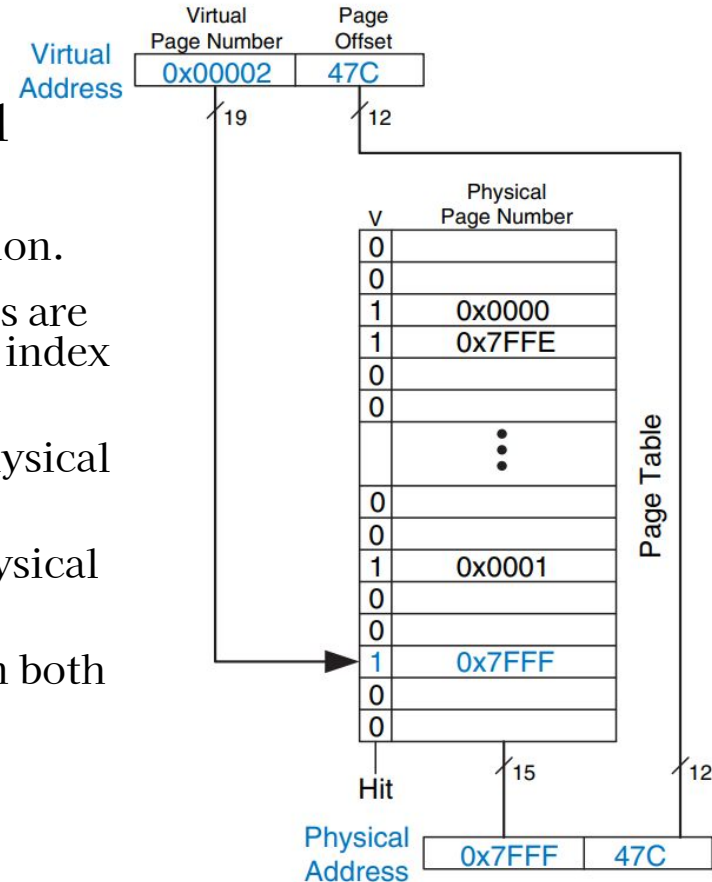 l
on.
s are
index
ysical
ysical
n both
Virtual Page Number
Page Offset
Virtual Address
0x00002 47C
19 12
V
Physical Page Number
0
0
1 0x0000
1 0x7FFE
0
0
0
0
1 0x0001
0
0
1 0x7FFF
0
0
Page Table
Hit
15 12
Physical Address
0x7FFF 47C